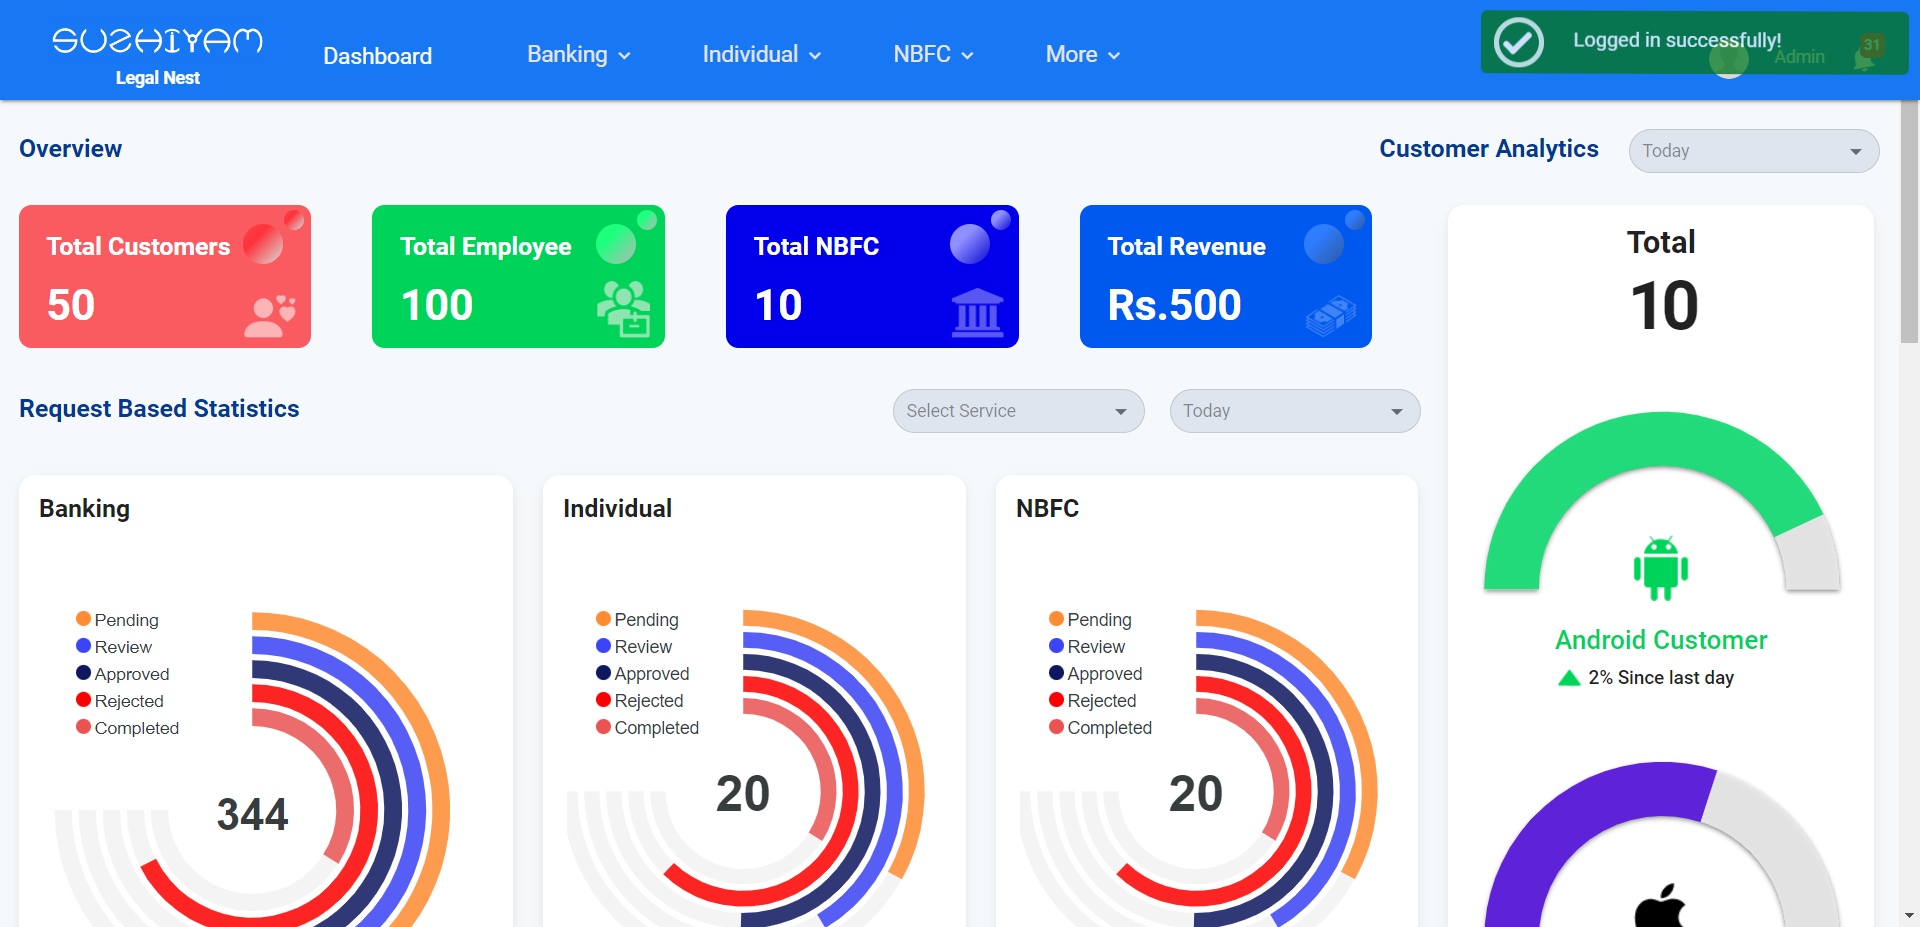 SUSHIYAM
Legal Nest
Dashboard
Banking
Individual
NBFC
More
Logged in successfully!
Admin
31
Overview
Customer Analytics
Today
Total Customers
50
Total Employee
100
Total NBFC
10
Total Revenue
Rs.500
Total
10
Request Based Statistics
Select Service
Today
Banking
Pending
Review
Approved
Rejected
Completed
344
Individual
Pending
Review
Approved
Rejected
Completed
20
NBFC
Pending
Review
Approved
Rejected
Completed
20
Android Customer
2% Since last day